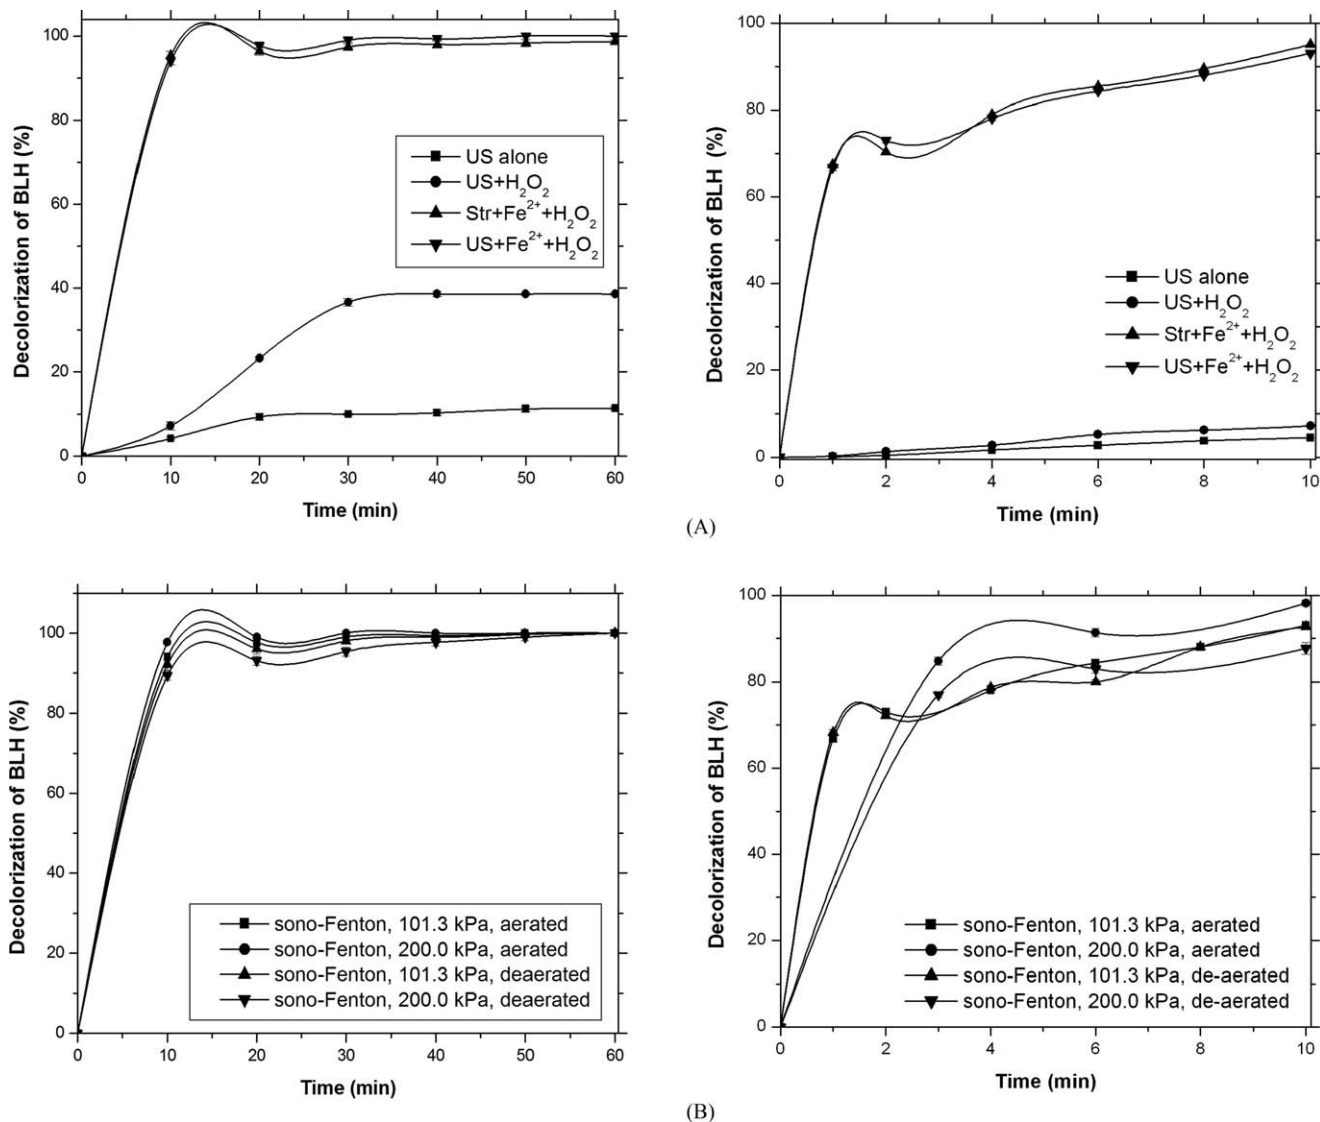 Decolorization of BLH (%)
100
80
60
40
20
0
US alone
US+H₂O₂
Str+Fe²⁺+H₂O₂
US+Fe²⁺+H₂O₂
0 10 20 30 40 50 60
Time (min)
Decolorization of BLH (%)
100
80
60
40
20
0
US alone
US+H₂O₂
Str+Fe²⁺+H₂O₂
US+Fe²⁺+H₂O₂
0 2 4 6 8 10
Time (min)
(A)
Decolorization of BLH (%)
100
80
60
40
20
0
sono-Fenton, 101.3 kPa, aerated
sono-Fenton, 200.0 kPa, aerated
sono-Fenton, 101.3 kPa, deaerated
sono-Fenton, 200.0 kPa, deaerated
0 10 20 30 40 50 60
Time (min)
Decolorization of BLH (%)
100
80
60
40
20
0
sono-Fenton, 101.3 kPa, aerated
sono-Fenton, 200.0 kPa, aerated
sono-Fenton, 101.3 kPa, de-aerated
sono-Fenton, 200.0 kPa, de-aerated
0 2 4 6 8 10
Time (min)
(B)